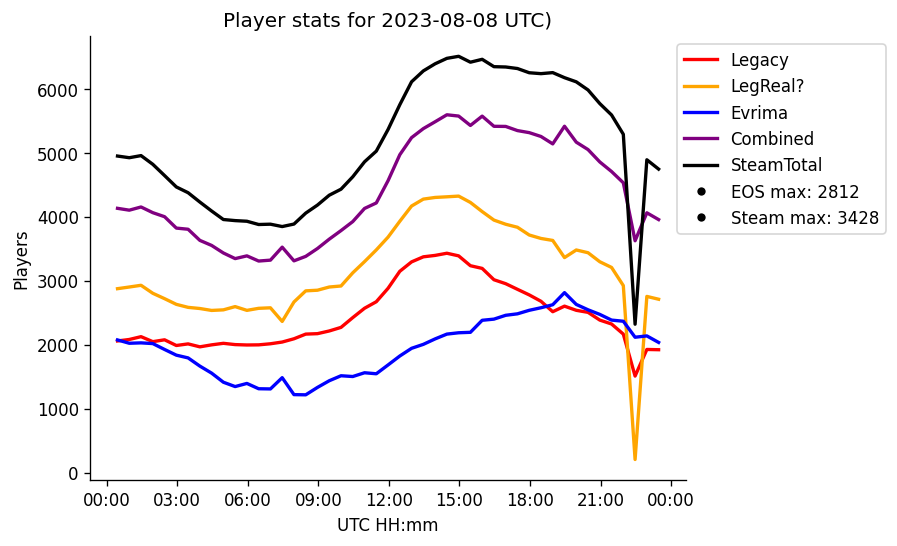 Player stats for 2023-08-08 UTC)
Legacy
LegReal?
Evrima
Combined
SteamTotal
EOS max: 2812
Steam max: 3428
Players
6000
5000
4000
3000
2000
1000
0
00:00 03:00 06:00 09:00 12:00 15:00 18:00 21:00 00:00
UTC HH:mm